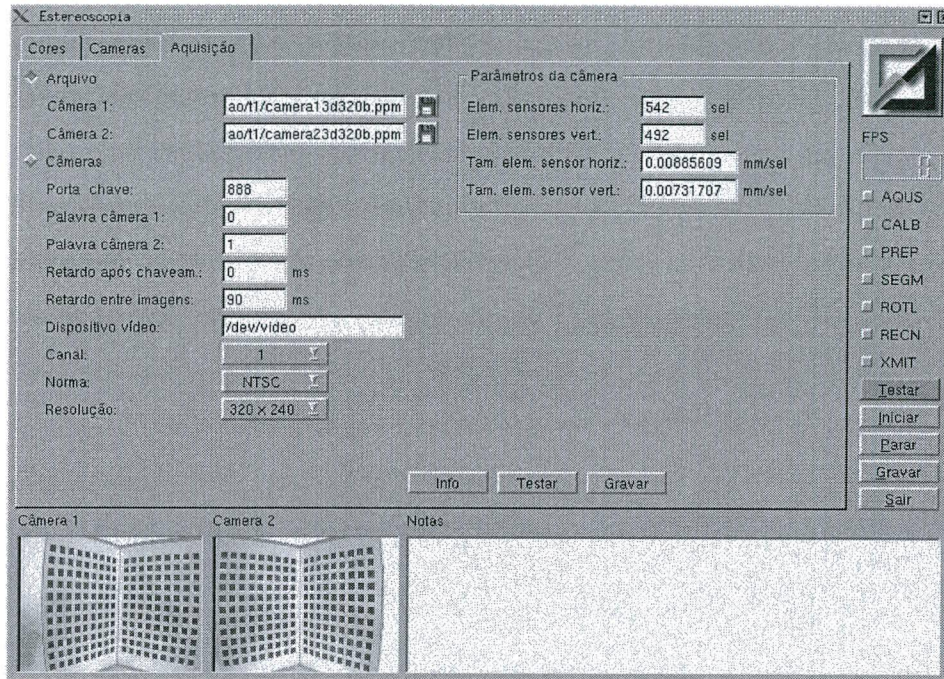 Estereoscopia
Cores
Cameras
Aquisição
Arquivo
Câmera 1: ao/t1/camera13d320b.ppm
Câmera 2: ao/t1/camera23d320b.ppm
Câmeras
Porta chave: 888
Palavra câmera 1: 0
Palavra câmera 2: 1
Retardo após chaveam.: 0 ms
Retardo entre imagens: 90 ms
Dispositivo vídeo: /dev/video
Canal: 1
Norma: NTSC
Resolução: 320 × 240
Parâmetros da câmera
Elem. sensores horiz.: 542 sel
Elem. sensores vert.: 492 sel
Tam. elem. sensor horiz.: 0.00885609 mm/sel
Tam. elem. sensor vert.: 0.00731707 mm/sel
Info
Testar
Gravar
FPS
AQUS
CALB
PREP
SEGM
ROTL
RECN
XMIT
Testar
Iniciar
Parar
Gravar
Sair
Câmera 1
Camera 2
Notas